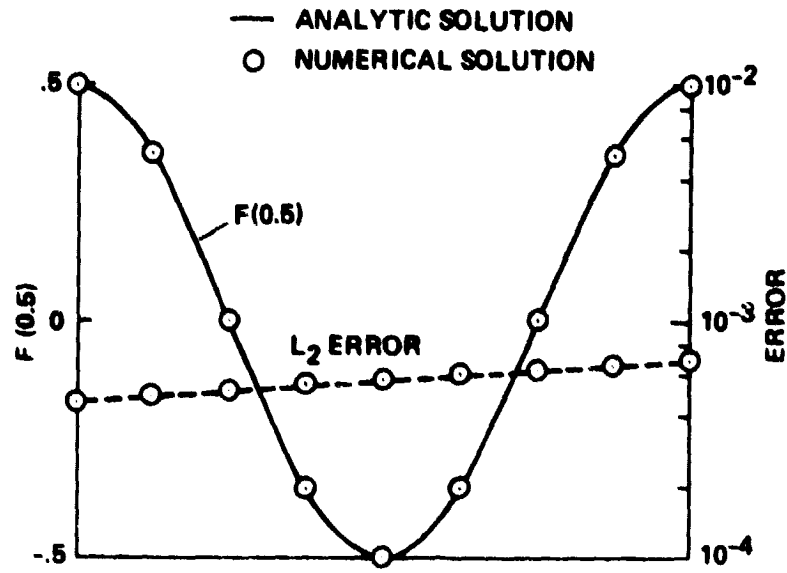 ANALYTIC SOLUTION
NUMERICAL SOLUTION
.5
10-2
F(0.5)
F (0.5)
0
10-3
ERROR
L2 ERROR
-.5
10-4